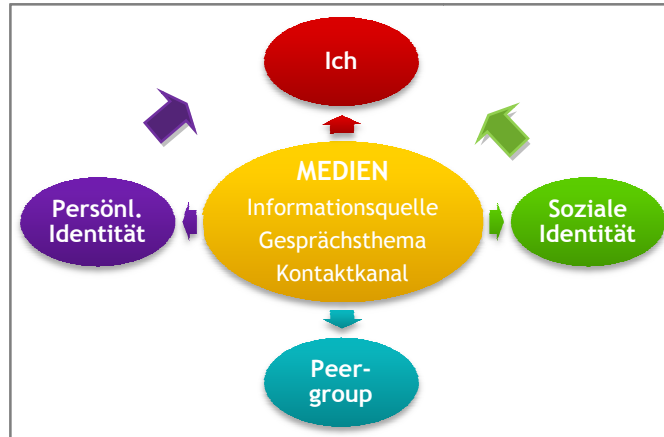 Ich
MEDIEN
Informationsquelle
Gesprächsthema
Kontaktkanal
Persönl.
Identität
Soziale
Identität
Peer-
group